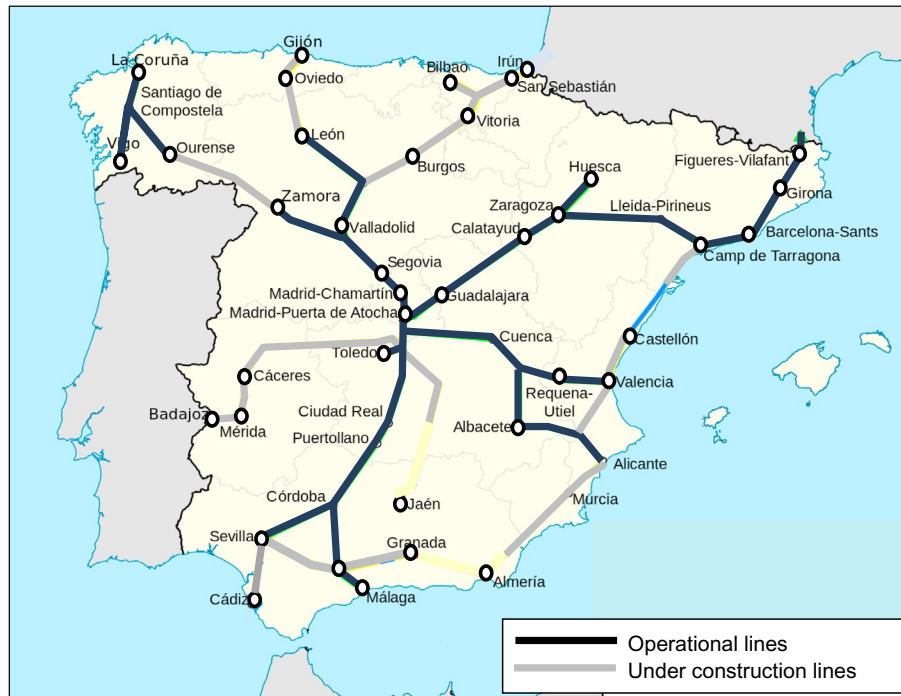 Gijón
La Coruña
Oviedo
Bilbao
Irún
San Sebastián
Santiago de
Compostela
Vitoria
León
Vigo
Ourense
Burgos
Huesca
Figueres-Vilafant
Girona
Zamora
Zaragoza
Lleida-Pirineus
Valladolid
Calatayud
Barcelona-Sants
Camp de Tarragona
Segovia
Madrid-Chamartín
Guadalajara
Madrid-Puerta de Atocha
Cuenca
Castellón
Toledo
Cáceres
Valencia
Requena-
Utiel
Badajoz
Mérida
Ciudad Real
Albacete
Puertollano
Alicante
Córdoba
Jaén
Murcia
Sevilla
Granada
Almería
Cádiz
Málaga
Operational lines
Under construction lines